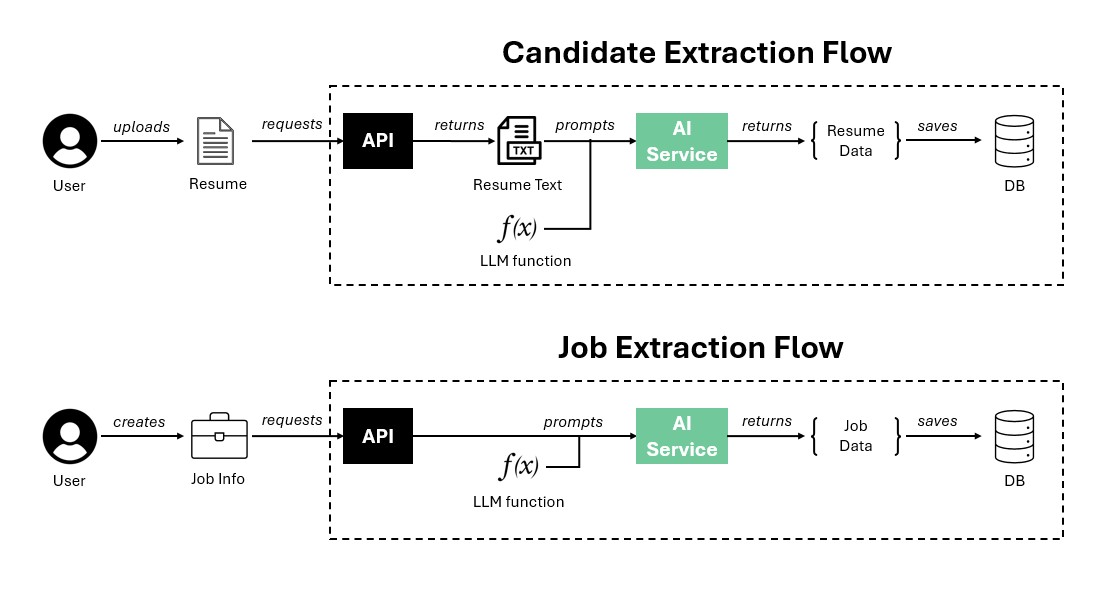 Candidate Extraction Flow
uploads
requests
returns
prompts
returns
saves
API
TXT
AI
Service
{ Resume
Data }
User
Resume
Resume Text
DB
f(x)
LLM function
Job Extraction Flow
creates
requests
prompts
returns
saves
API
AI
Service
{ Job
Data }
f(x)
User
Job Info
DB
LLM function